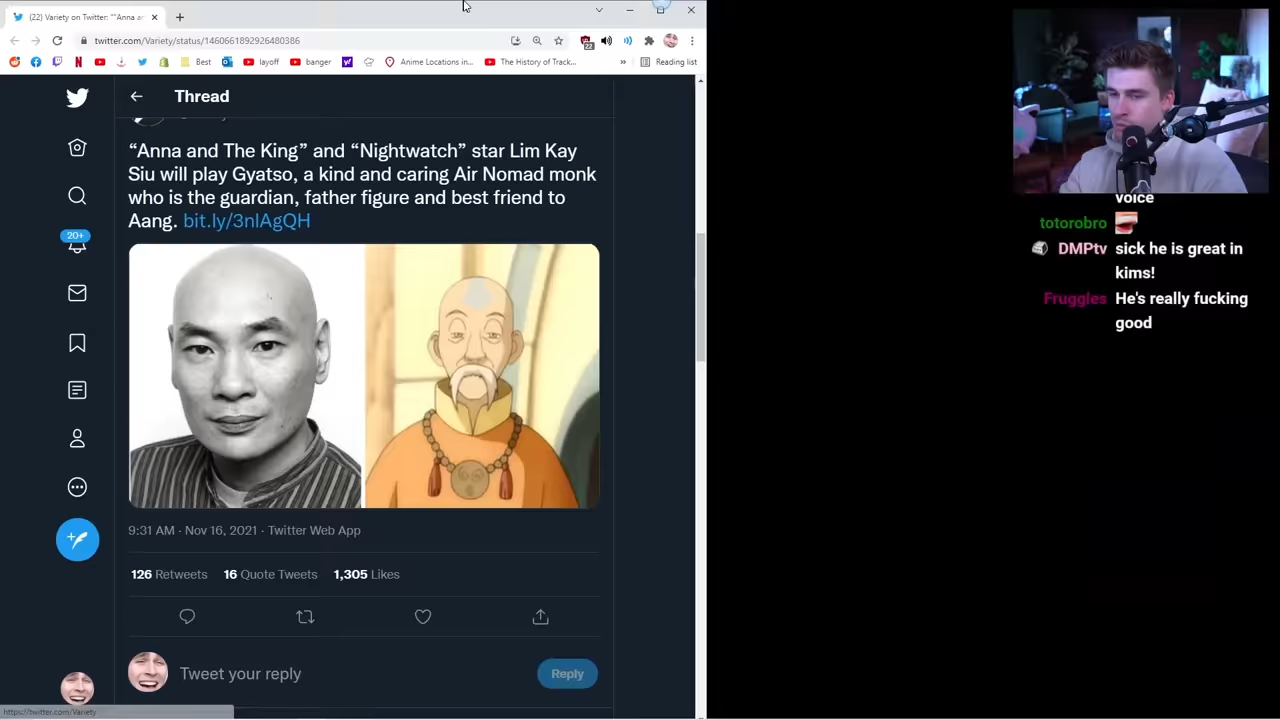 (22) Variety on Twitter: "“Anna ar
twitter.com/Variety/status/1460661892926480386
22
Best
layoff
banger
Anime Locations in...
The History of Track...
»
Reading list
Thread
“Anna and The King” and “Nightwatch” star Lim Kay
Siu will play Gyatso, a kind and caring Air Nomad monk
who is the guardian, father figure and best friend to
Aang. bit.ly/3nlAgQH
20+
9:31 AM · Nov 16, 2021 · Twitter Web App
126 Retweets 16 Quote Tweets 1,305 Likes
Tweet your reply
Reply
https://twitter.com/Variety
voice
totorobro
DMPtv sick he is great in
kims!
Fruggles He's really fucking
good